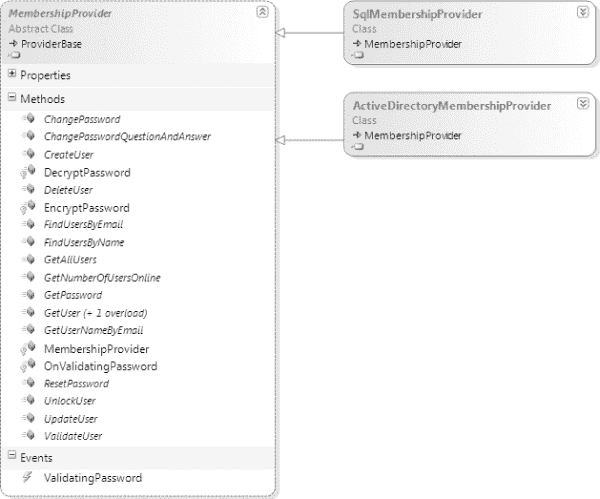 MembershipProvider
Abstract Class
ProviderBase
Properties
Methods
ChangePassword
ChangePasswordQuestionAndAnswer
CreateUser
DecryptPassword
DeleteUser
EncryptPassword
FindUsersByEmail
FindUsersByName
GetAllUsers
GetNumberOfUsersOnline
GetPassword
GetUser (+ 1 overload)
GetUserNameByEmail
MembershipProvider
OnValidatingPassword
ResetPassword
UnlockUser
UpdateUser
ValidateUser
Events
ValidatingPassword
SqlMembershipProvider
Class
MembershipProvider
ActiveDirectoryMembershipProvider
Class
MembershipProvider